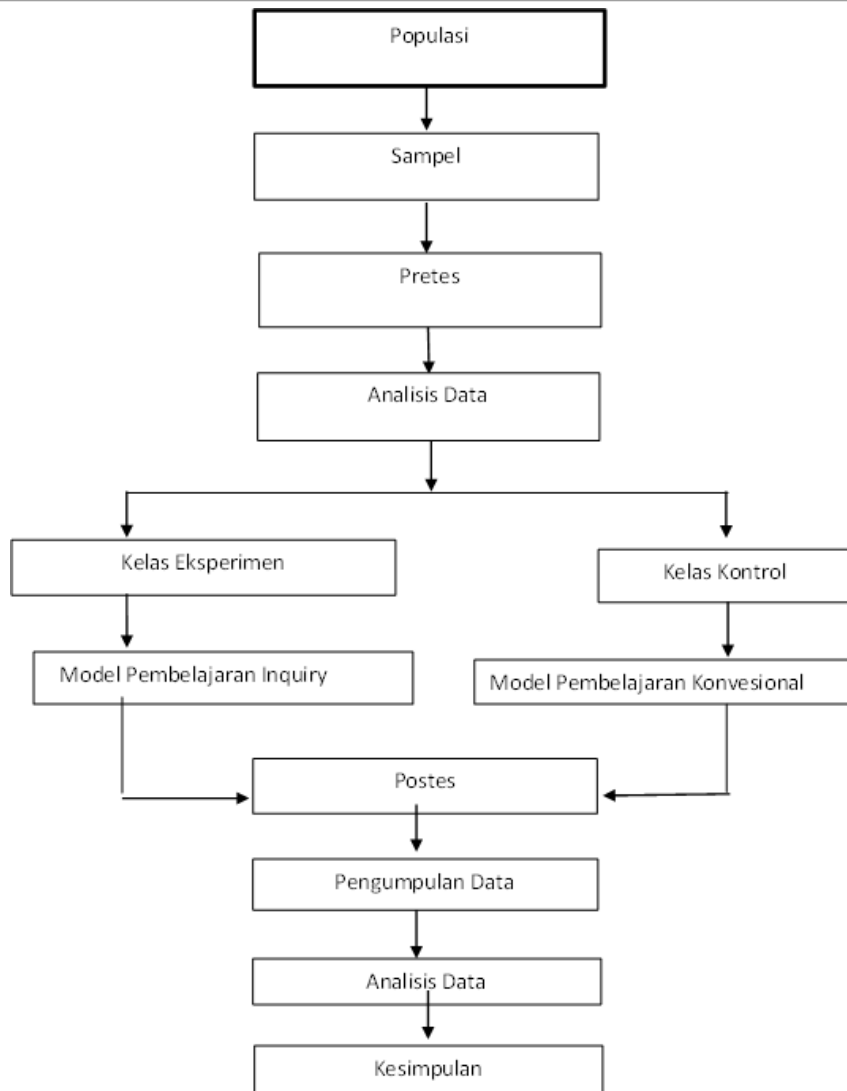 Populasi
Sampel
Pretes
Analisis Data
Kelas Eksperimen
Kelas Kontrol
Model Pembelajaran Inquiry
Model Pembelajaran Konvesional
Postes
Pengumpulan Data
Analisis Data
Kesimpulan